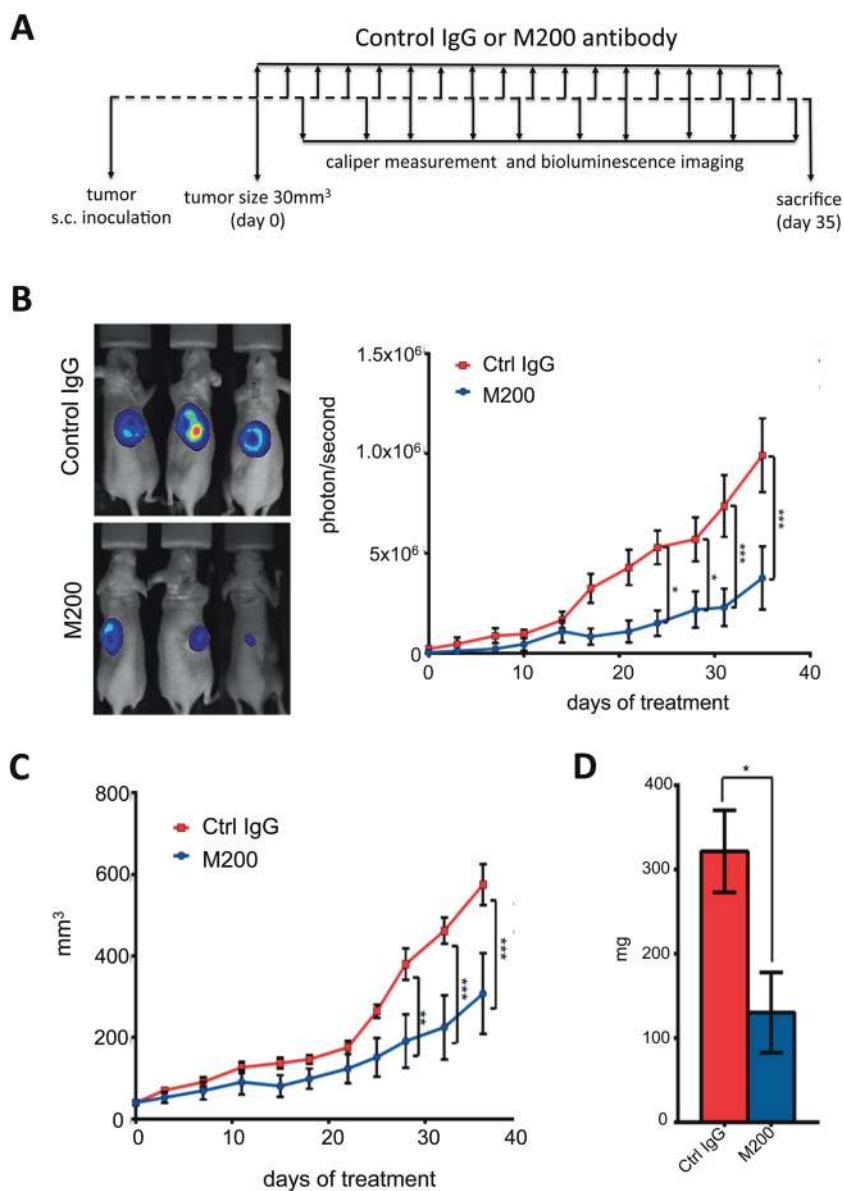 A
Control IgG or M200 antibody
caliper measurement and bioluminescence imaging
tumor
s.c. inoculation
tumor size 30mm³
(day 0)
sacrifice
(day 35)
B
Control IgG
M200
photon/second
1.5x10⁶
1.0x10⁶
5x10⁶
0
Ctrl IgG
M200
*
*
***
***
0 10 20 30 40
days of treatment
C
mm³
800
600
400
200
0
Ctrl IgG
M200
**
***
***
0 10 20 30 40
days of treatment
D
mg
400
300
200
100
0
*
Ctrl IgG
M200